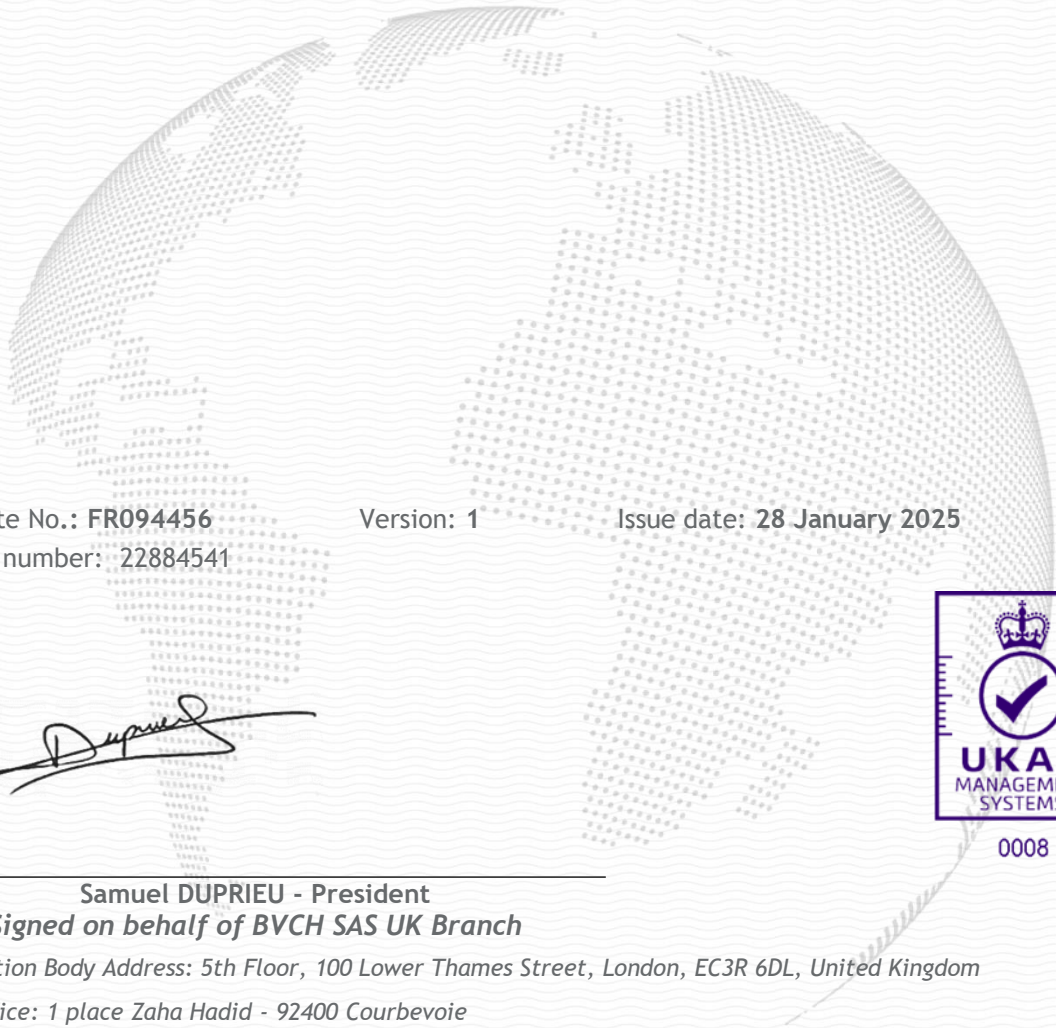 te No.: FR094456 Version: 1 Issue date: 28 January 2025
number: 22884541
Duprieu
UKA
MANAGEME
SYSTEMS
0008
Samuel DUPRIEU - President
Signed on behalf of BVCH SAS UK Branch
tion Body Address: 5th Floor, 100 Lower Thames Street, London, EC3R 6DL, United Kingdom
ice: 1 place Zaha Hadid - 92400 Courbevoie